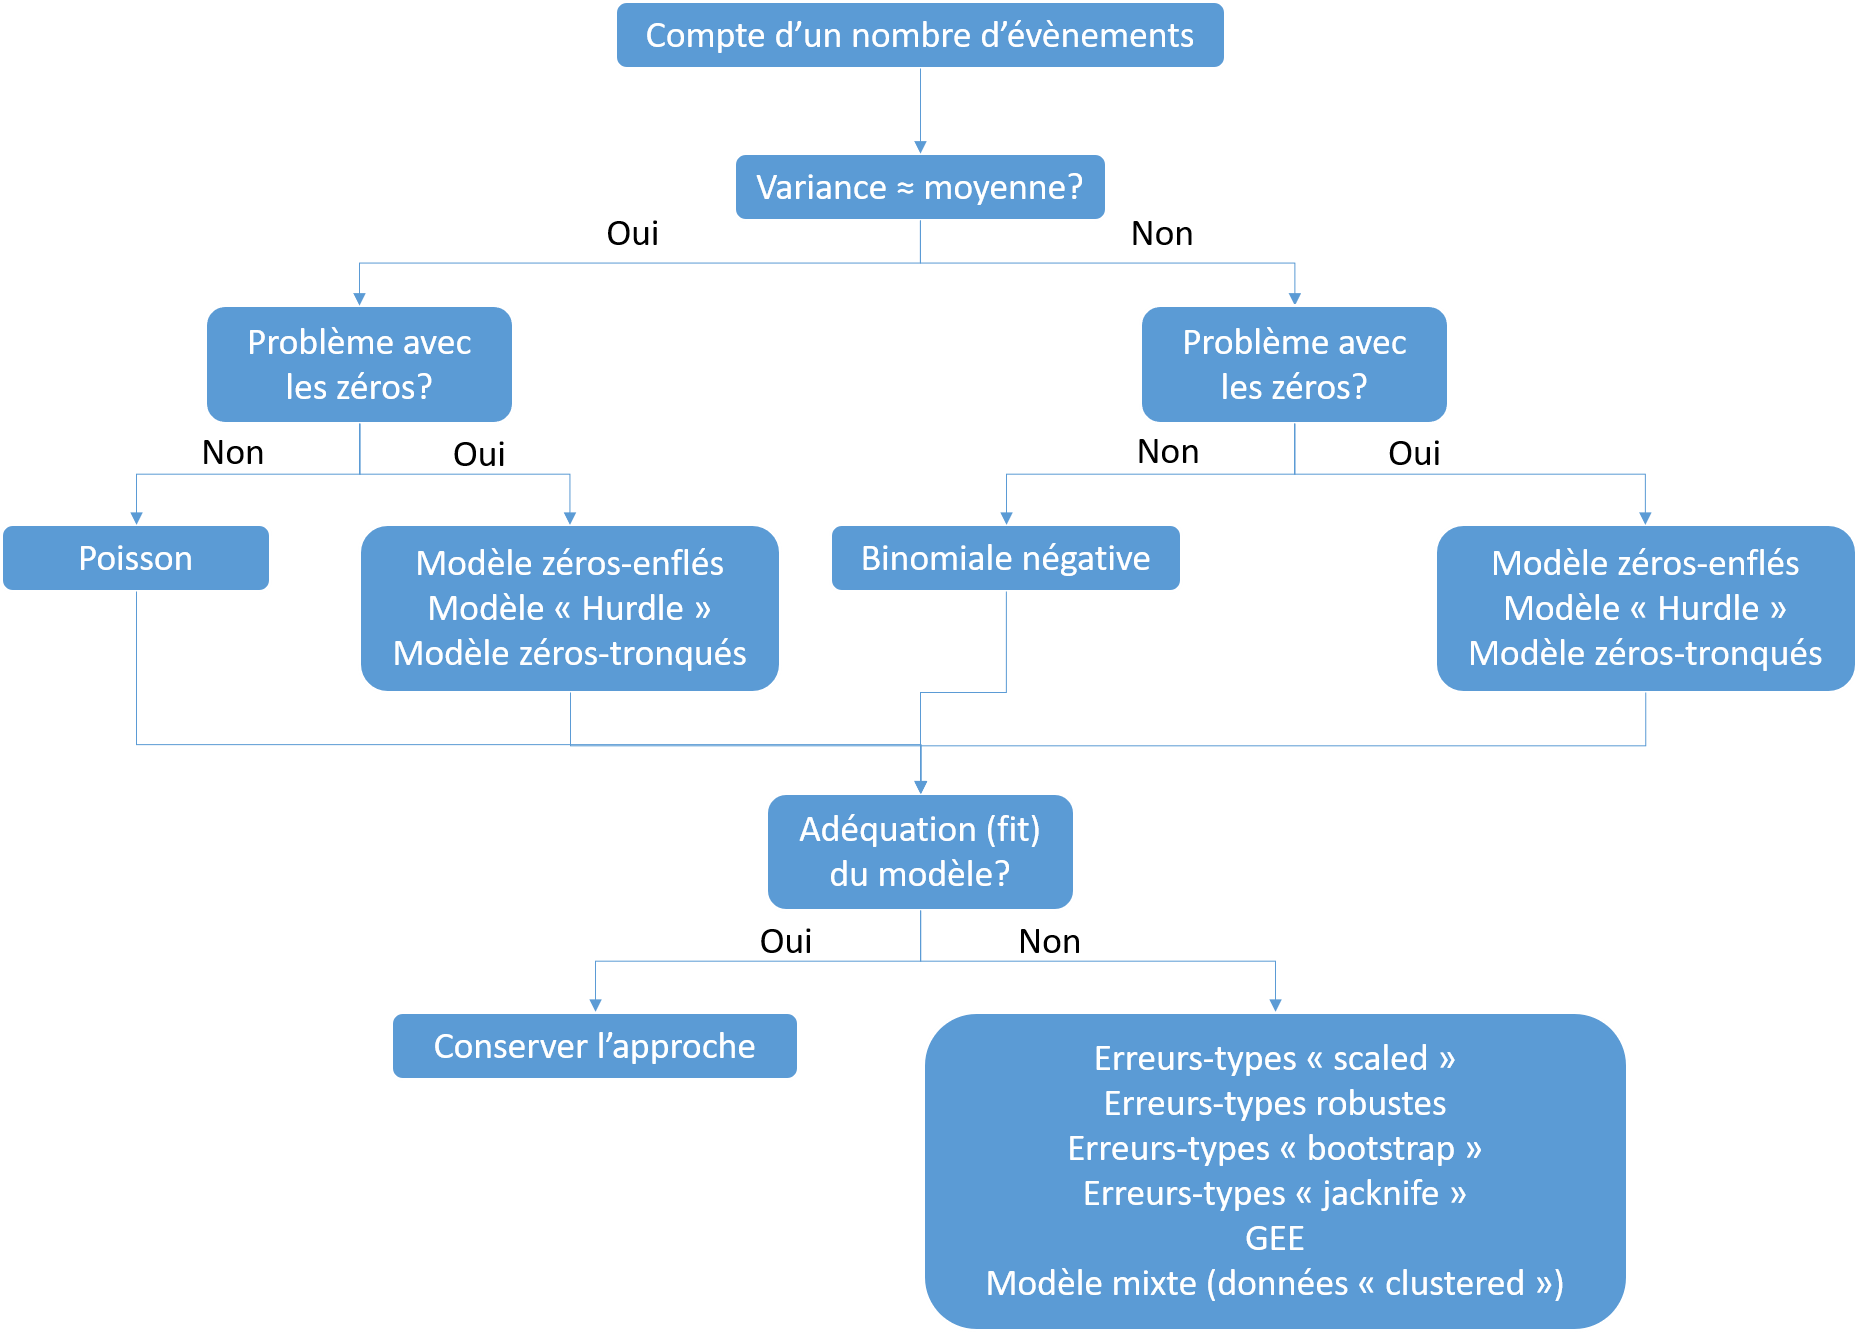 Compte d’un nombre d’évènements
Variance ≈ moyenne?
Oui
Non
Problème avec
les zéros?
Problème avec
les zéros?
Non
Oui
Non
Oui
Poisson
Modèle zéros-enflés
Modèle « Hurdle »
Modèle zéros-tronqués
Binomiale négative
Modèle zéros-enflés
Modèle « Hurdle »
Modèle zéros-tronqués
Adéquation (fit)
du modèle?
Oui
Non
Conserver l’approche
Erreurs-types « scaled »
Erreurs-types robustes
Erreurs-types « bootstrap »
Erreurs-types « jacknife »
GEE
Modèle mixte (données « clustered »)